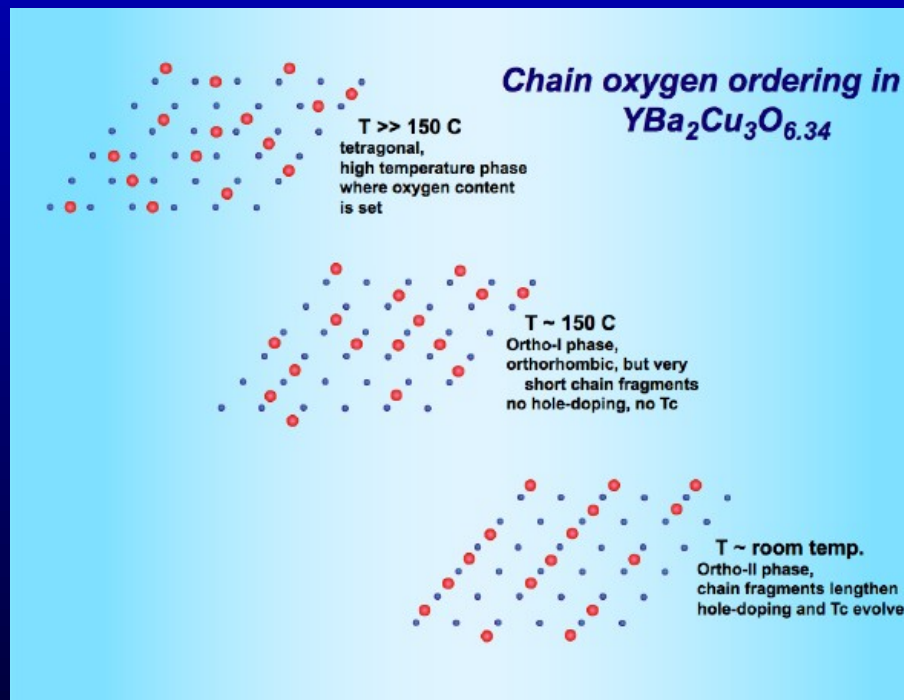 Chain oxygen ordering in
YBa₂Cu₃O₆.₃₄
T >> 150 C
tetragonal,
high temperature phase
where oxygen content
is set
T ~ 150 C
Ortho-I phase,
orthorhombic, but very
short chain fragments
no hole-doping, no Tc
T ~ room temp.
Ortho-II phase,
chain fragments lengthen
hole-doping and Tc evolve